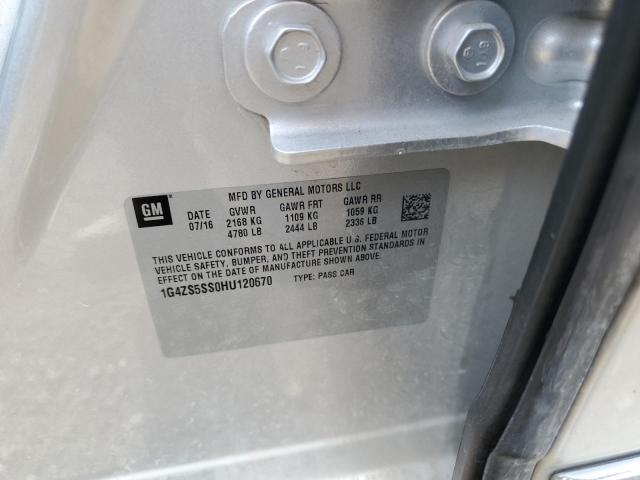 GM
MFD BY GENERAL MOTORS LLC
DATE GVWR GAWR FRT GAWR RR
07/16 2168 KG 1109 KG 1059 KG
4780 LB 2444 LB 2336 LB
THIS VEHICLE CONFORMS TO ALL APPLICABLE U.S. FEDERAL MOTOR
VEHICLE SAFETY, BUMPER, AND THEFT PREVENTION STANDARDS IN
EFFECT ON THE DATE OF MANUFACTURE SHOWN ABOVE.
1G4ZS5SS0HU120670 TYPE: PASS CAR